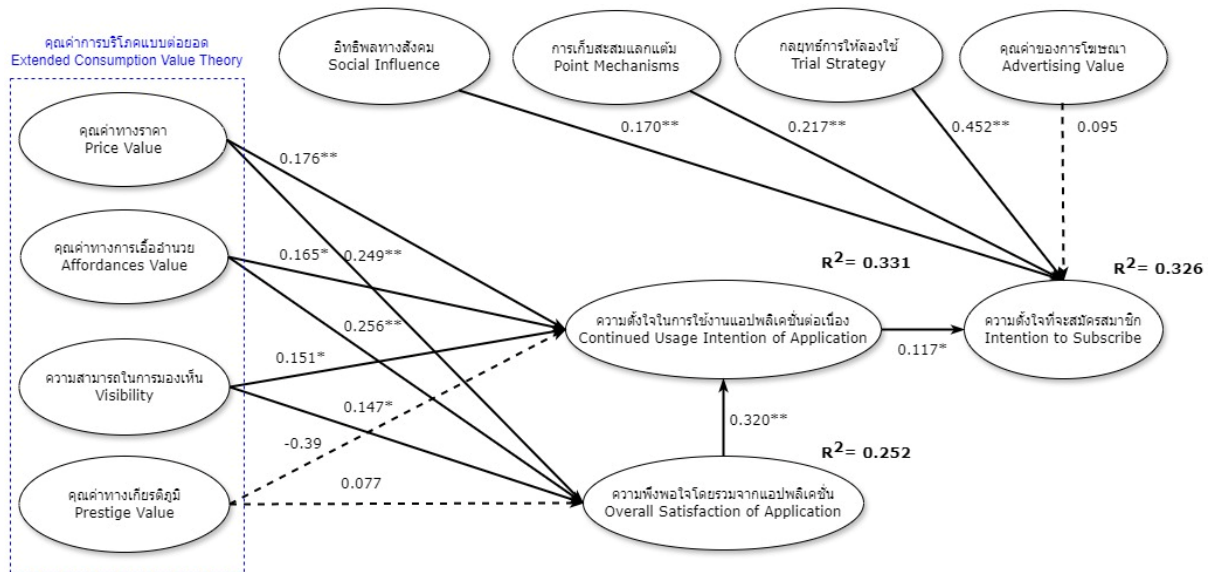 คุณค่าการบริโภคแบบต่อยอด
Extended Consumption Value Theory
อิทธิพลทางสังคม
Social Influence
การเก็บสะสมแลกแต้ม
Point Mechanisms
กลยุทธ์การให้ลองใช้
Trial Strategy
คุณค่าของการโฆษณา
Advertising Value
คุณค่าทางราคา
Price Value
0.176**
0.170**
0.217**
0.452**
0.095
คุณค่าทางการเอื้ออำนวย
Affordances Value
0.165*
0.249**
R2= 0.331
R2= 0.326
0.256**
ความตั้งใจในการใช้งานแอปพลิเคชั่นต่อเนื่อง
Continued Usage Intention of Application
0.117*
ความตั้งใจที่จะสมัครสมาชิก
Intention to Subscribe
ความสามารถในการมองเห็น
Visibility
0.151*
0.147*
-0.39
0.320**
R2= 0.252
คุณค่าทางเกียรติภูมิ
Prestige Value
0.077
ความพึงพอใจโดยรวมจากแอปพลิเคชั่น
Overall Satisfaction of Application